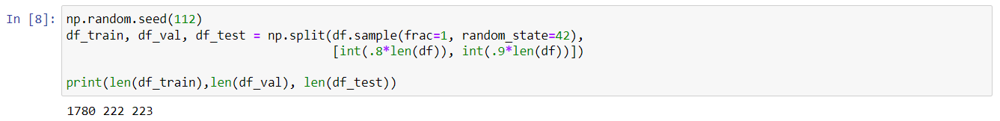 In [8]: np.random.seed(112)
df_train, df_val, df_test = np.split(df.sample(frac=1, random_state=42),
[int(.8*len(df)), int(.9*len(df))])
print(len(df_train),len(df_val), len(df_test))
1780 222 223